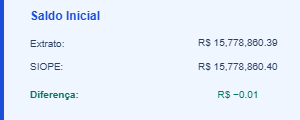 Saldo Inicial
Extrato: R$ 15,778,860.39
SIOPE: R$ 15,778,860.40
Diferença: R$ −0.01